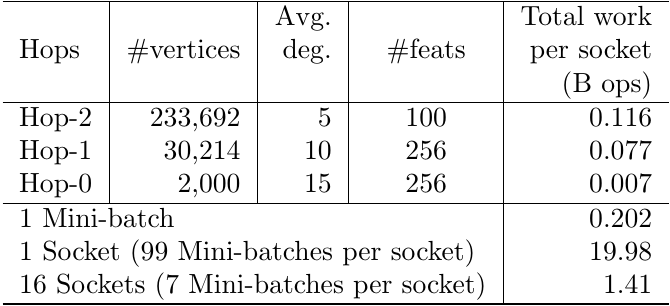 Hops #vertices Avg. deg. #feats Total work per socket (B ops)
Hop-2 233,692 5 100 0.116
Hop-1 30,214 10 256 0.077
Hop-0 2,000 15 256 0.007
1 Mini-batch 0.202
1 Socket (99 Mini-batches per socket) 19.98
16 Sockets (7 Mini-batches per socket) 1.41